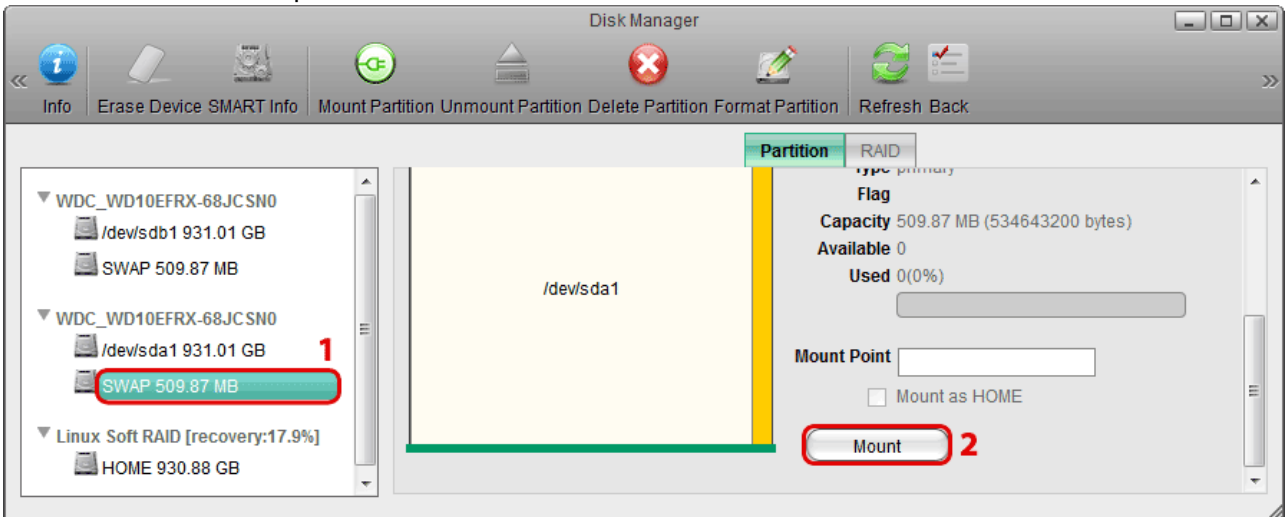 Disk Manager
« Info Erase Device SMART Info Mount Partition Unmount Partition Delete Partition Format Partition Refresh Back »
Partition RAID
WDC_WD10EFRX-68JCSN0
/dev/sdb1 931.01 GB
SWAP 509.87 MB
WDC_WD10EFRX-68JCSN0
/dev/sda1 931.01 GB 1
SWAP 509.87 MB
Linux Soft RAID [recovery:17.9%]
HOME 930.88 GB
/dev/sda1
Type primary
Flag
Capacity 509.87 MB (534643200 bytes)
Available 0
Used 0(0%)
Mount Point
Mount as HOME
Mount 2